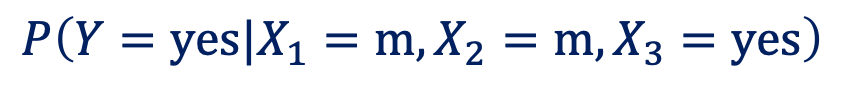 P(Y = yes|X₁ = m, X₂ = m, X₃ = yes)